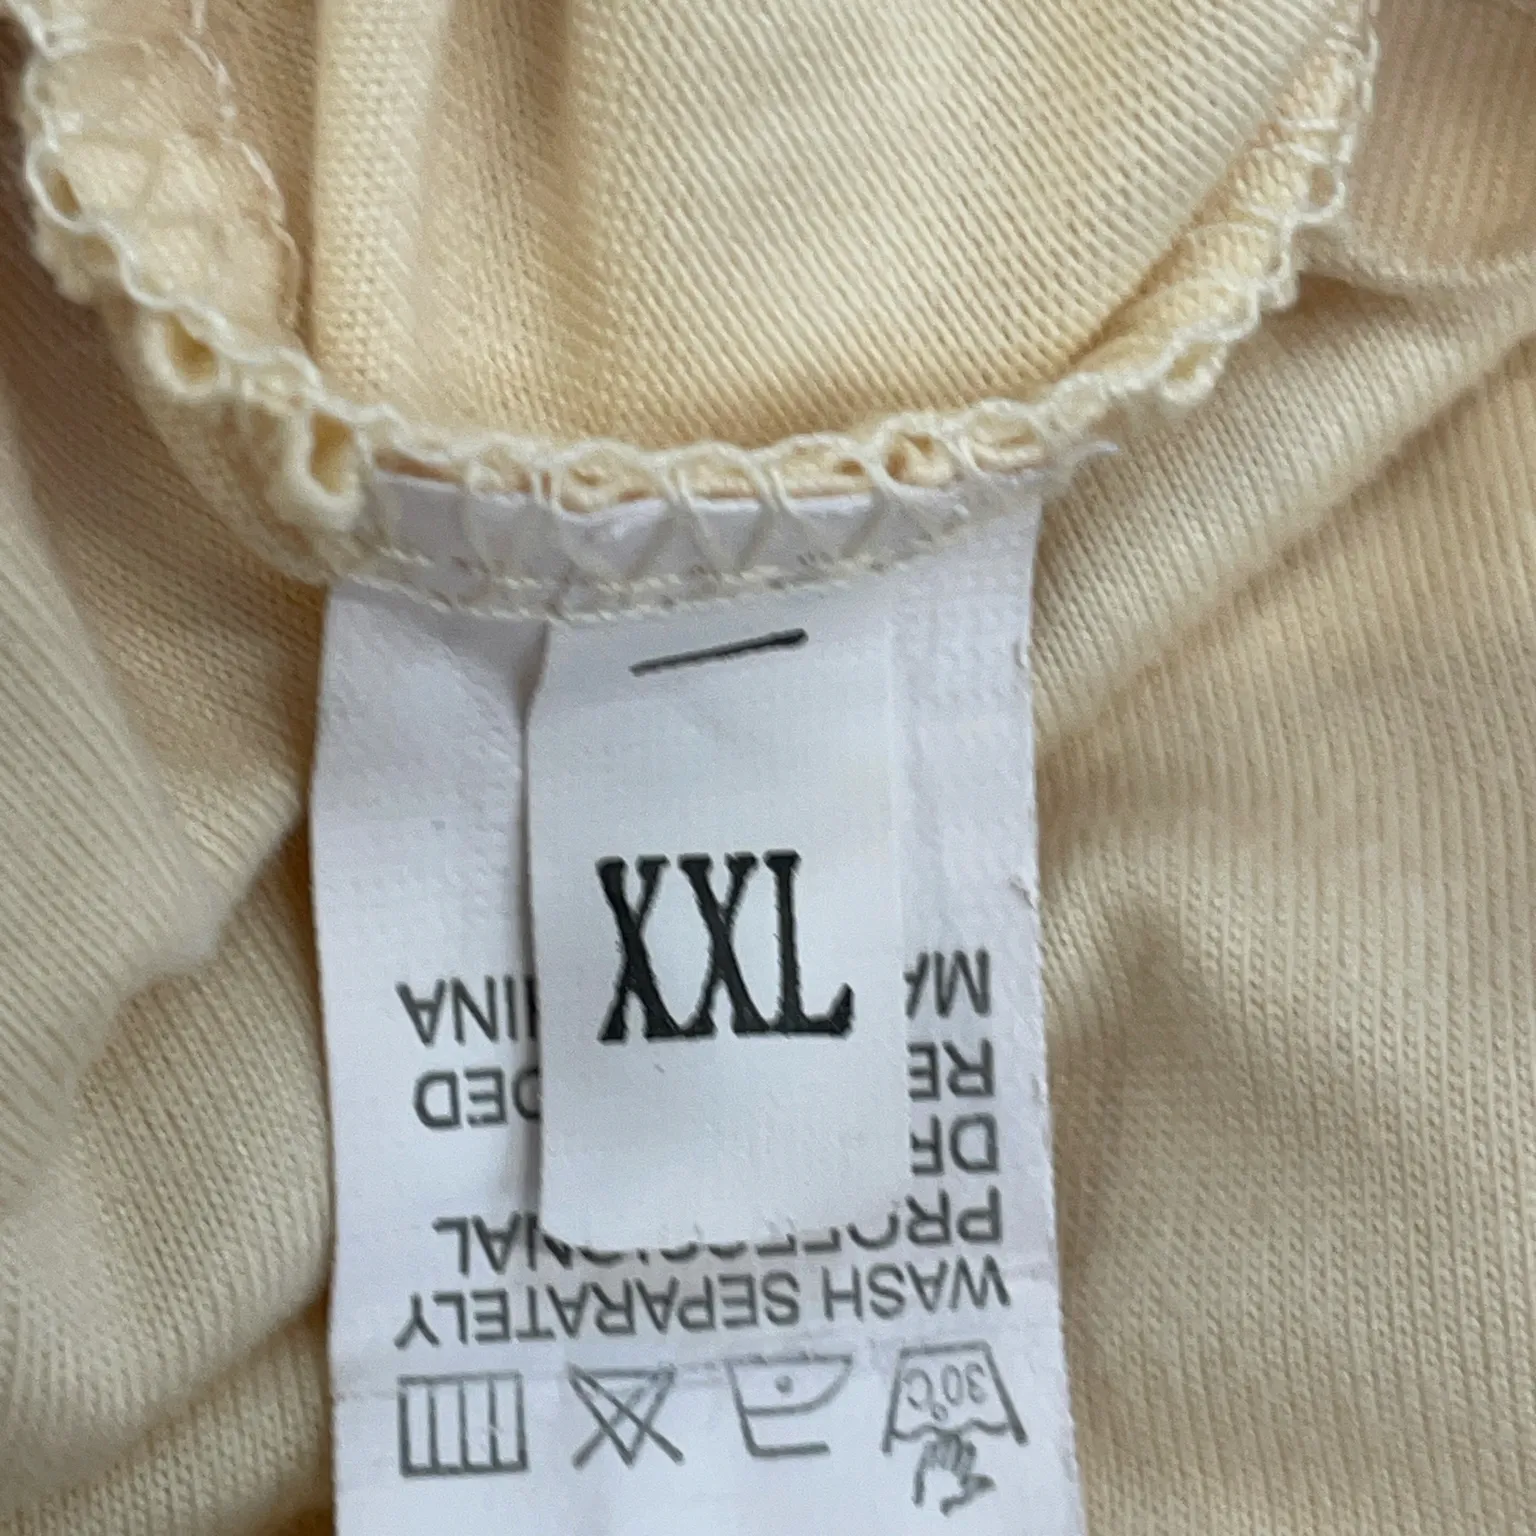 XXL
30°C
WASH SEPARATELY
PROFESSIONAL